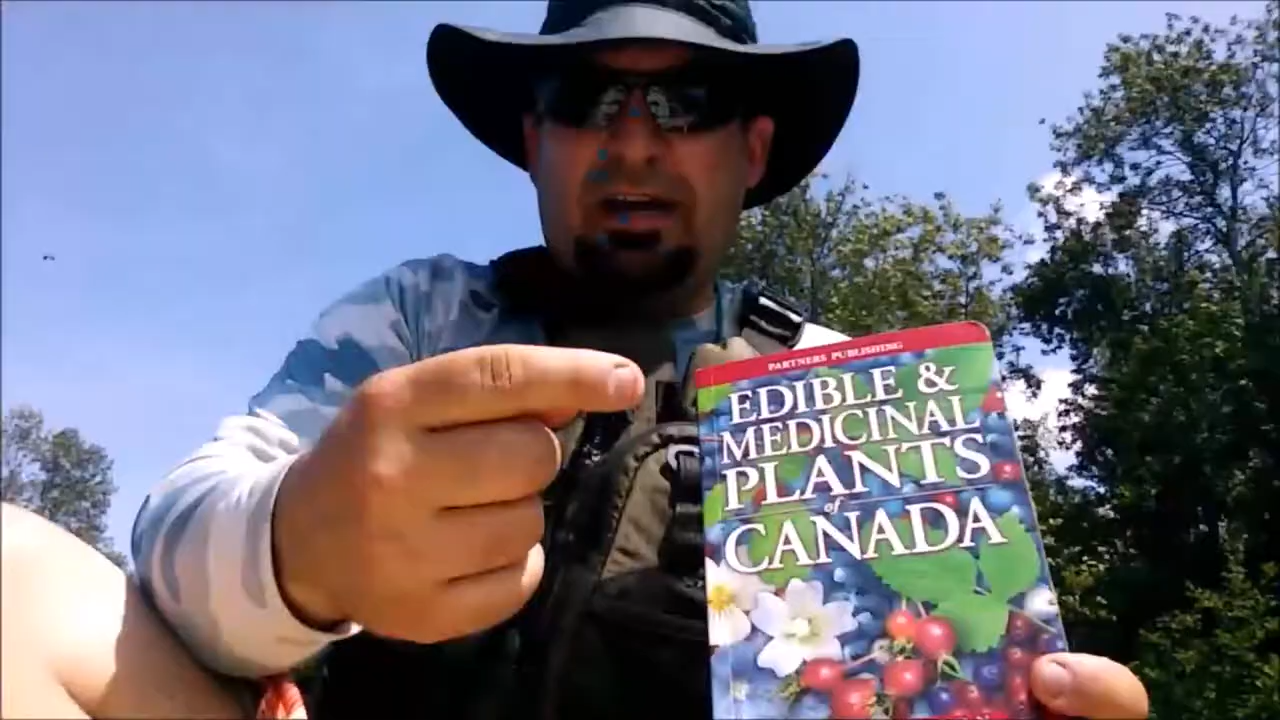 PARTNERS PUBLISHING
EDIBLE &
MEDICINAL
PLANTS
of
CANADA